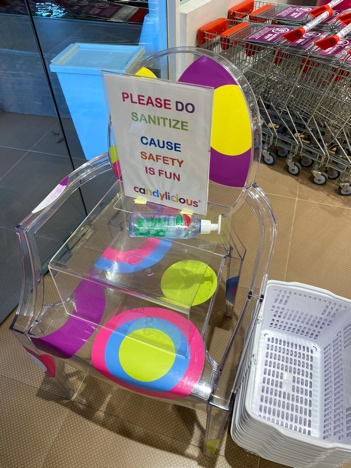 PLEASE DO
SANITIZE
CAUSE
SAFETY
IS FUN
candylicious®